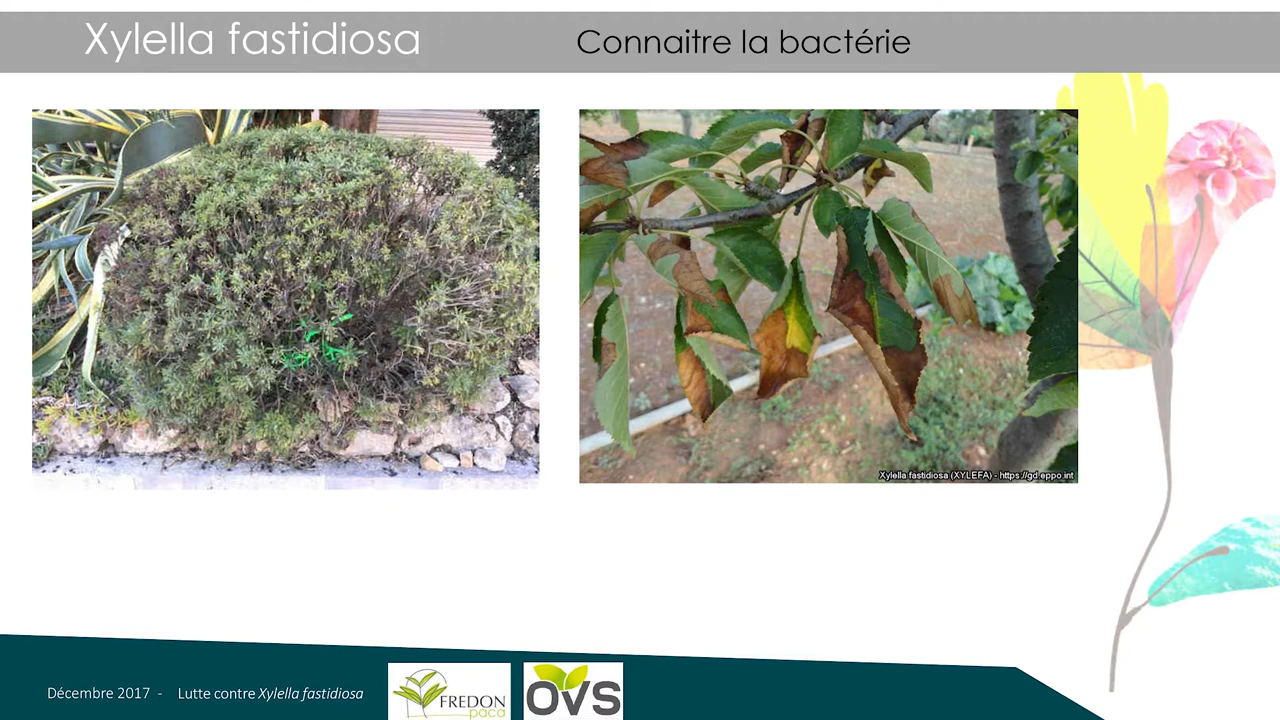 Xylella fastidiosa
Connaitre la bactérie
Xylella fastidiosa (XYLEFA) - https://gd.eppo.int
Décembre 2017 - Lutte contre Xylella fastidiosa
FREDON
paca
OVS